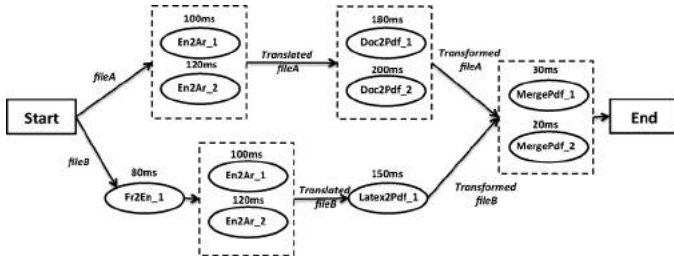 100ms
En2Ar_1
120ms
En2Ar_2
Translated
fileA
180ms
Doc2Pdf_1
200ms
Doc2Pdf_2
Transformed
fileA
fileA
Start
30ms
MergePdf_1
20ms
MergePdf_2
End
fileB
80ms
Fr2En_1
100ms
En2Ar_1
120ms
En2Ar_2
Translated
fileB
150ms
Latex2Pdf_1
Transformed
fileB